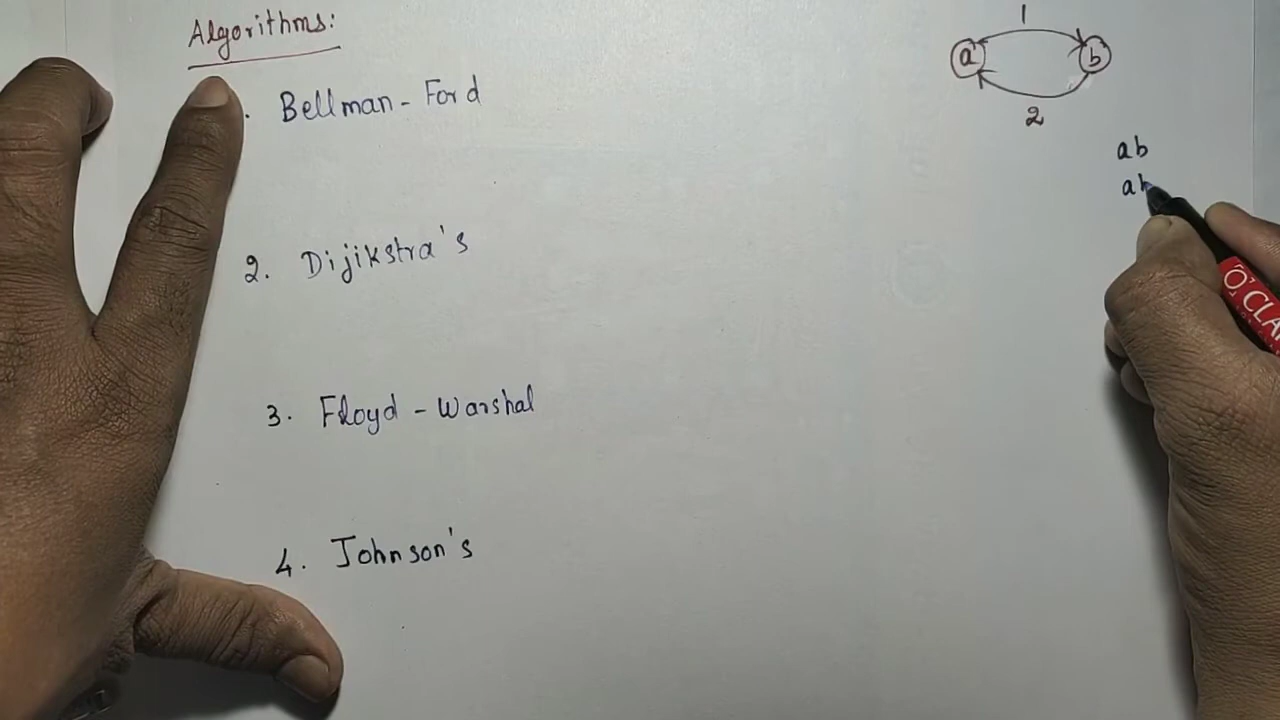 Algorithms:
. Bellman - Ford
2. Dijikstra's
3. Floyd - Warshal
4. Johnson's
1
a b
2
ab